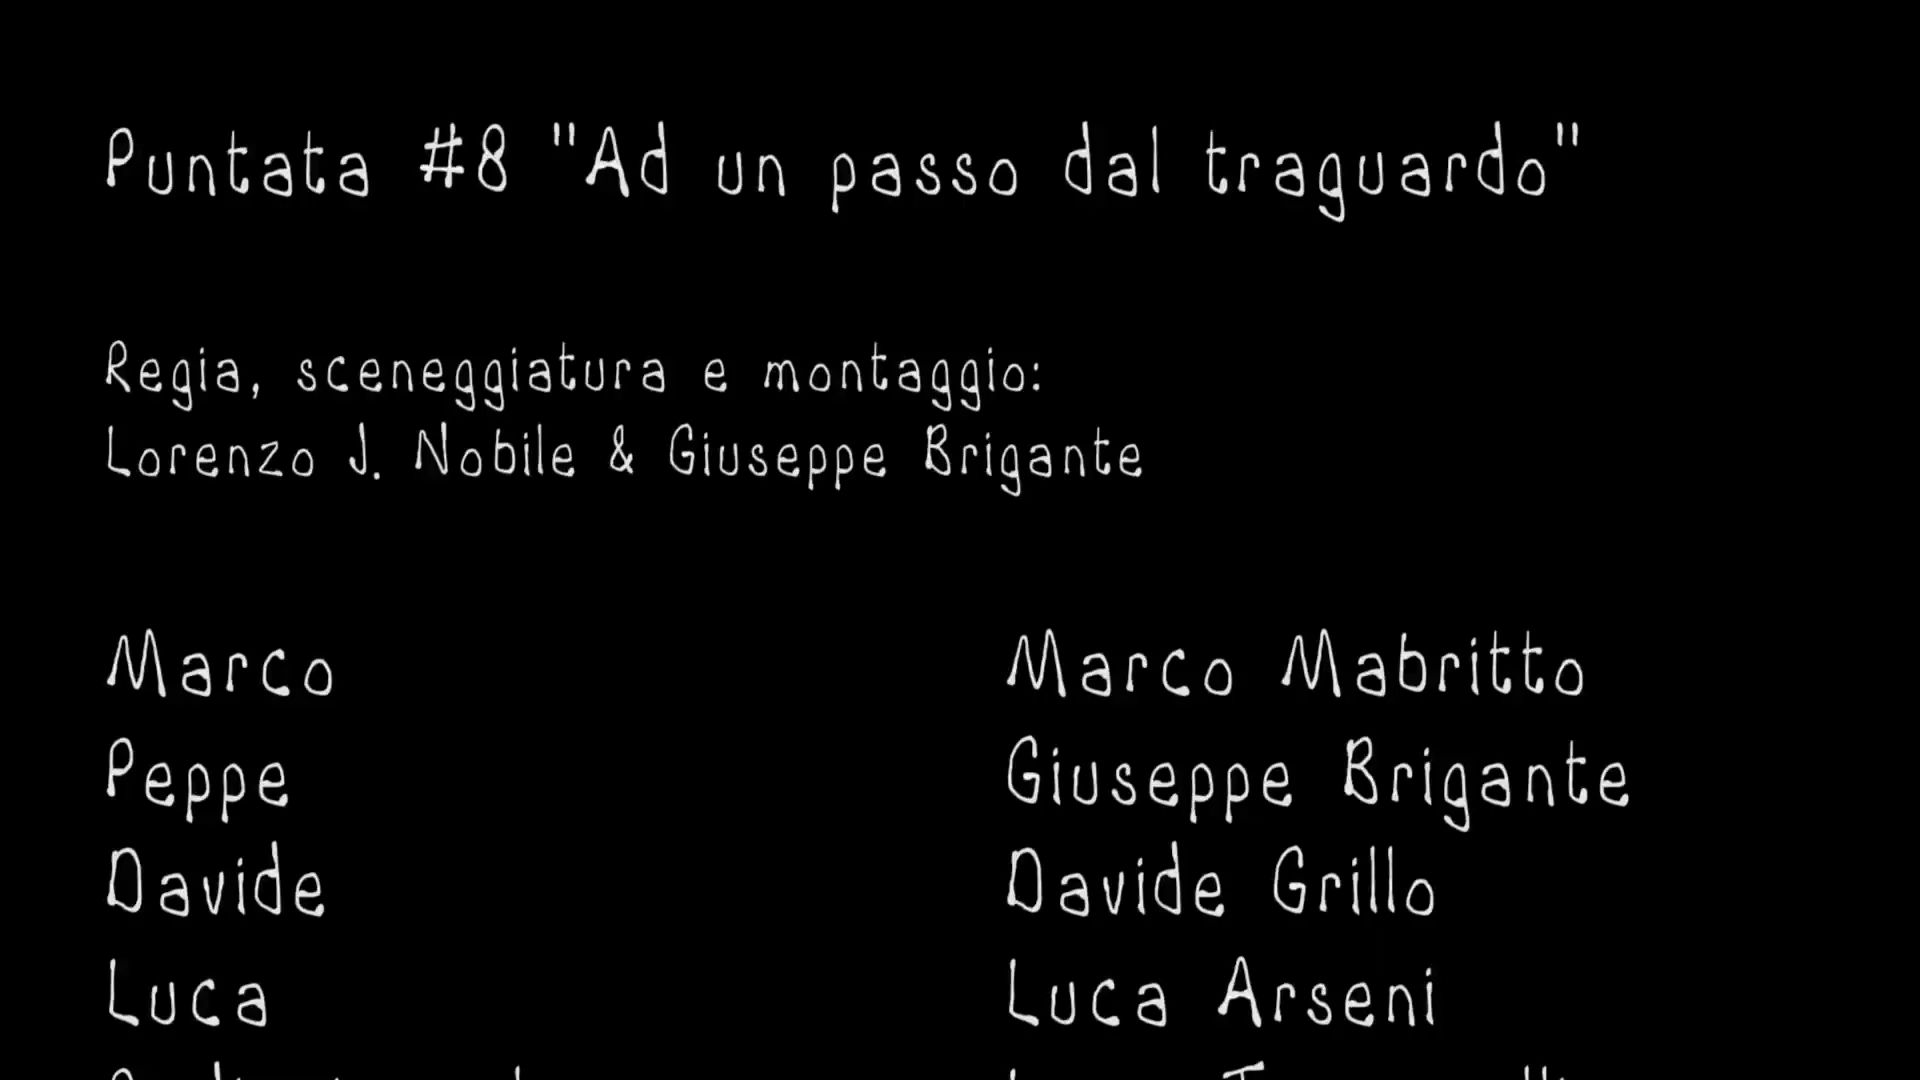 Puntata #8 "Ad un passo dal traguardo"
Regia, sceneggiatura e montaggio:
Lorenzo J. Nobile & Giuseppe Brigante
Marco Marco Mabritto
Peppe Giuseppe Brigante
Davide Davide Grillo
Luca Luca Arseni